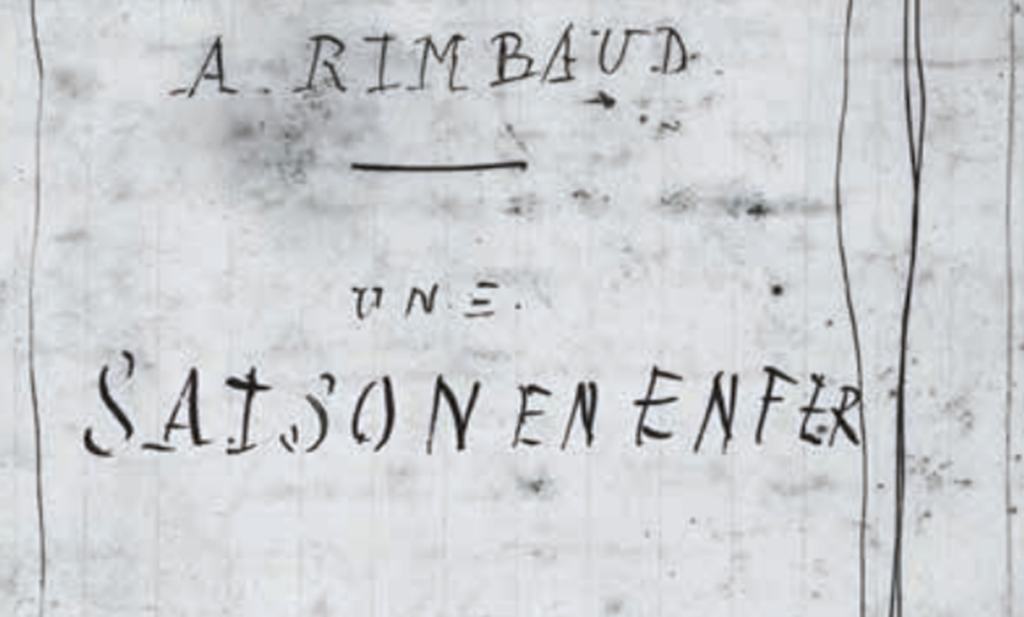 A. RIMBAUD.
UNE.
SAISON EN ENFER